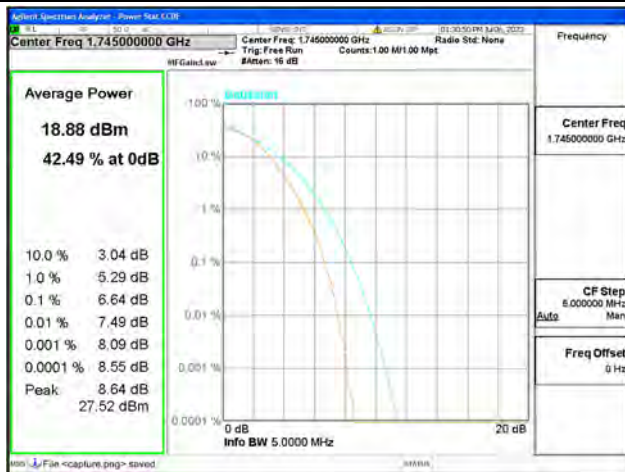 Agilent Spectrum Analyzer - Power Stat CCDF
Center Freq 1.745000000 GHz
Center Freq: 1.745000000 GHz
Radio Std: None
Trig: Free Run
Counts:1.00 M/1.00 Mpt
#IFGain:Low
#Atten: 16 dB
Frequency
Average Power
18.88 dBm
42.49 % at 0dB
10.0 % 3.04 dB
1.0 % 5.29 dB
0.1 % 6.64 dB
0.01 % 7.49 dB
0.001 % 8.09 dB
0.0001 % 8.55 dB
Peak 8.64 dB
27.52 dBm
100 %
Gaussian
10 %
1 %
0.1 %
0.01 %
0.001 %
0.0001 %
0 dB
20 dB
Info BW 5.0000 MHz
Center Freq
1.745000000 GHz
CF Step
5.000000 MHz
Auto Man
Freq Offset
0 Hz
MSG
File <capture.png> saved
STATUS